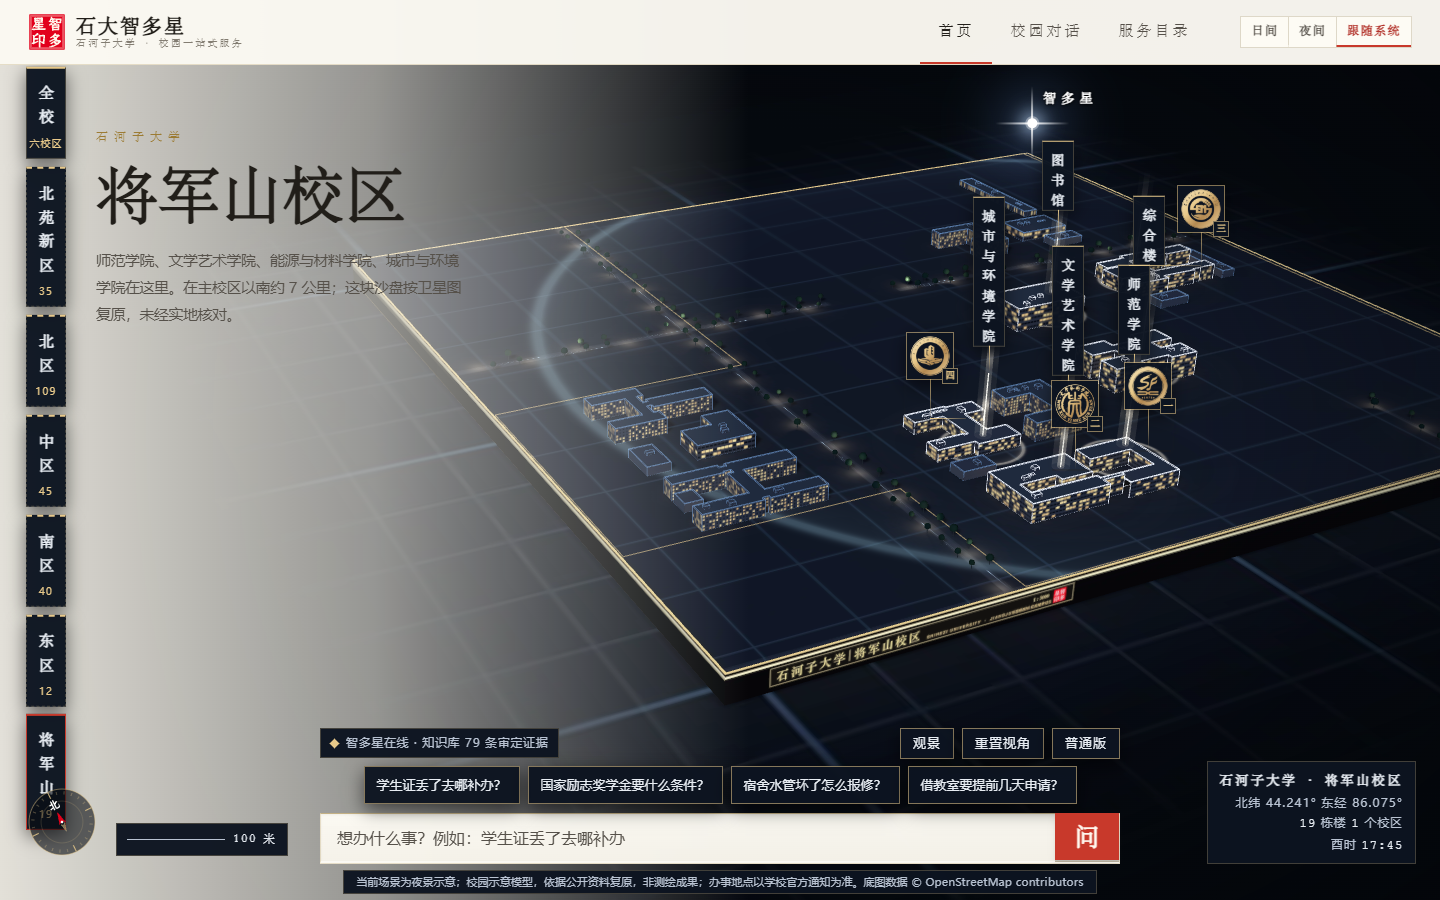 智多星印
石大智多星
石河子大学 · 校园一站式服务
首页
校园对话
服务目录
日间
夜间
跟随系统
全校
六校区
北苑新区
35
北区
109
中区
45
南区
40
东区
12
将军山
19
北
石河子大学
将军山校区
师范学院、文学艺术学院、能源与材料学院、城市与环境
学院在这里。在主校区以南约 7 公里；这块沙盘按卫星图
复原，未经实地核对。
智多星
图书馆
城市与环境学院
综合楼
文学艺术学院
师范学院
三
四
二
一
SF
石河子大学 | 将军山校区
智多星在线 · 知识库 79 条审定证据
观景
重置视角
普通版
学生证丢了去哪补办？
国家励志奖学金要什么条件？
宿舍水管坏了怎么报修？
借教室要提前几天申请？
100 米
想办什么事？例如：学生证丢了去哪补办
问
石河子大学 · 将军山校区
北纬 44.241° 东经 86.075°
19 栋楼 1 个校区
酉时 17:45
当前场景为夜景示意；校园示意模型，依据公开资料复原，非测绘成果；办事地点以学校官方通知为准。底图数据 © OpenStreetMap contributors